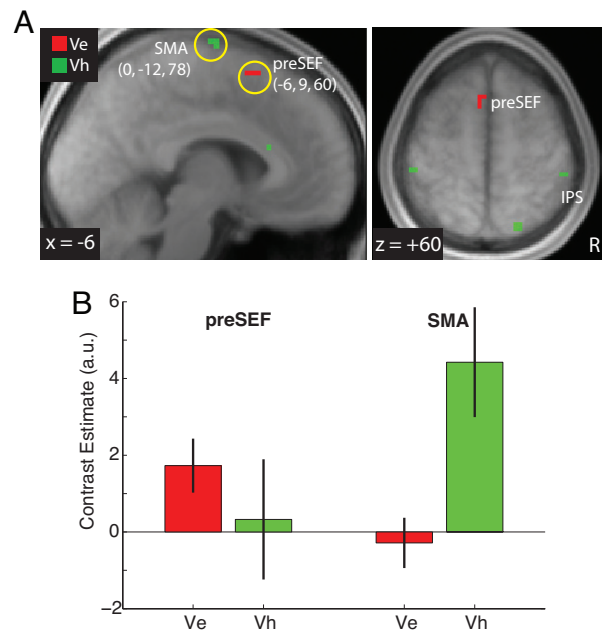 A
Ve
Vh
SMA
(0, -12, 78)
preSEF
(-6, 9, 60)
x = -6
preSEF
IPS
z = +60
R
B
preSEF
SMA
Contrast Estimate (a.u.)
6
4
2
0
−2
Ve
Vh
Ve
Vh